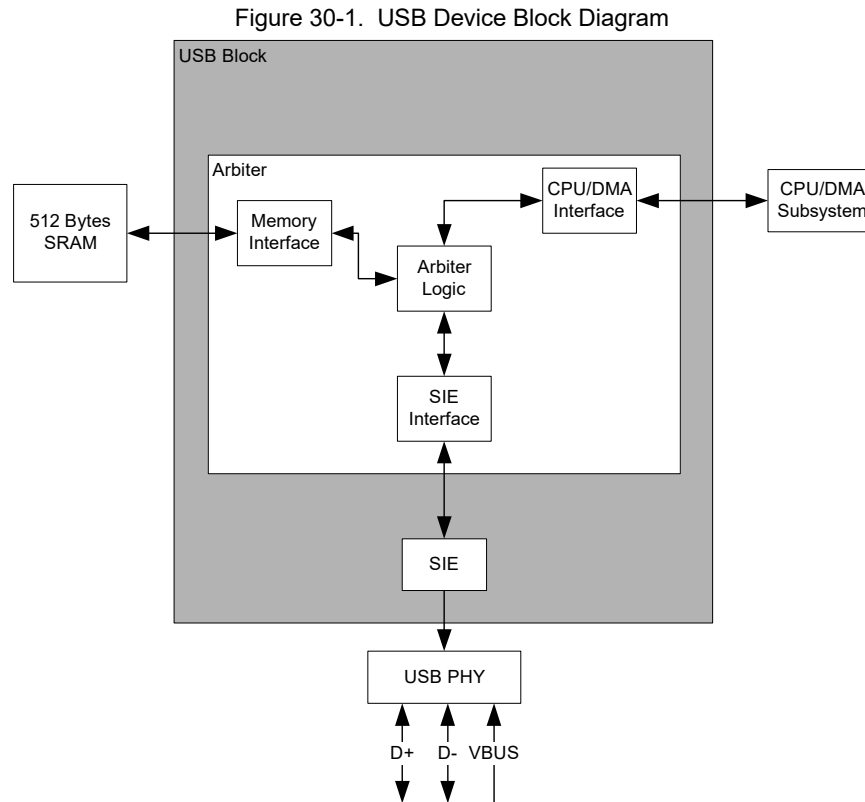 Figure 30-1. USB Device Block Diagram
USB Block
Arbiter
512 Bytes
SRAM
Memory
Interface
CPU/DMA
Interface
CPU/DMA
Subsystem
Arbiter
Logic
SIE
Interface
SIE
USB PHY
D+ D- VBUS